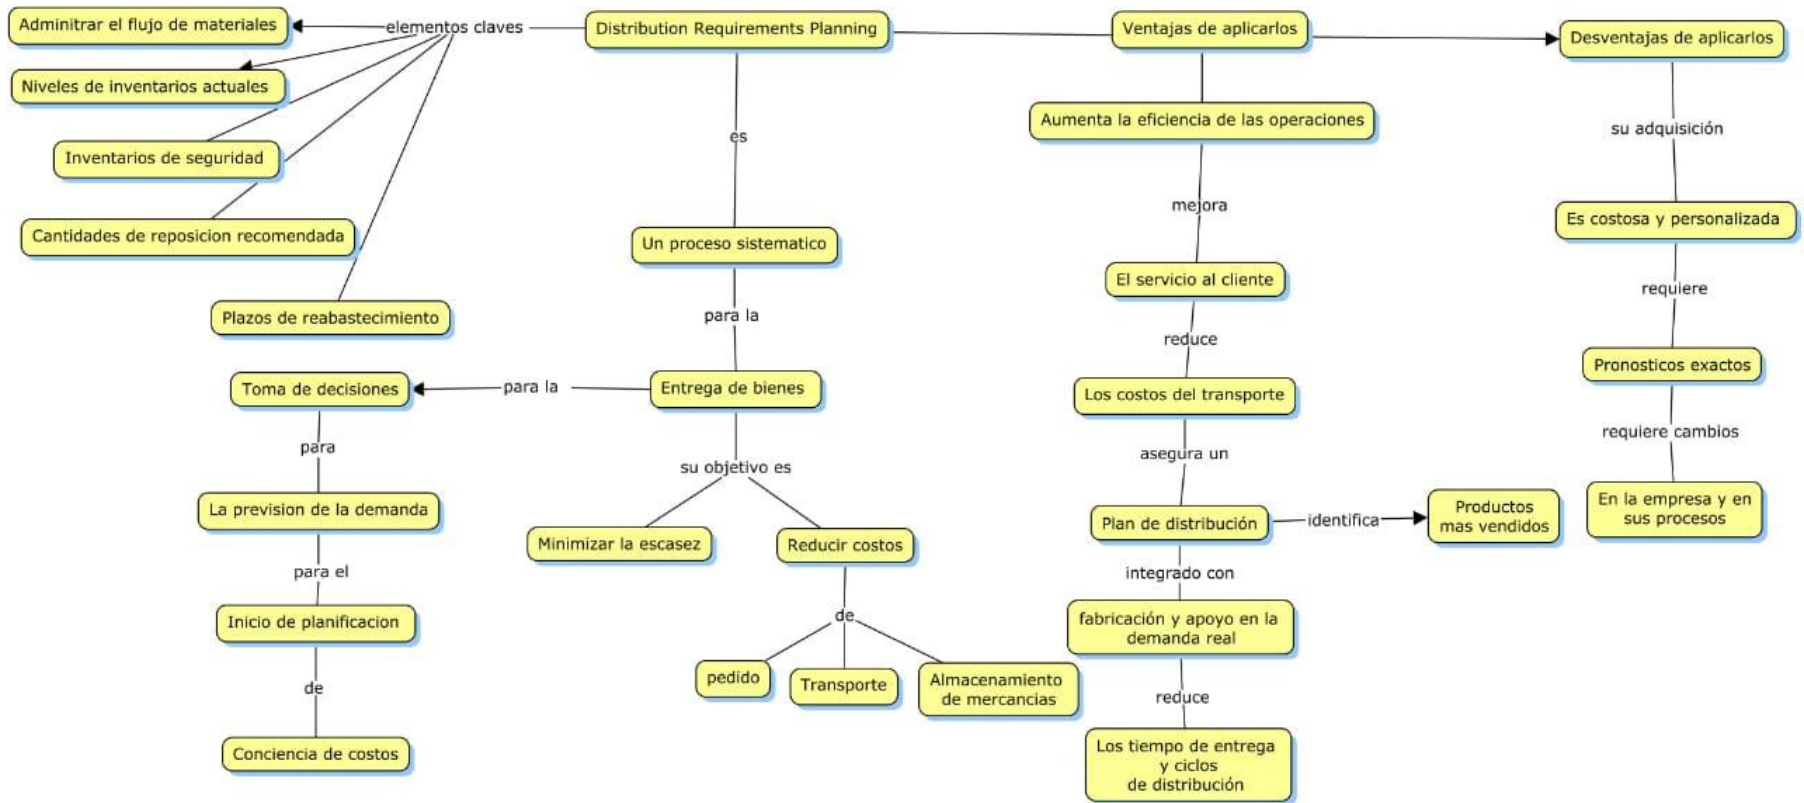 Adminitrar el flujo de materiales
elementos claves
Distribution Requirements Planning
Ventajas de aplicarlos
Desventajas de aplicarlos
Niveles de inventarios actuales
Inventarios de seguridad
Cantidades de reposicion recomendada
Plazos de reabastecimiento
es
Un proceso sistematico
para la
Entrega de bienes
para la
Toma de decisiones
para
La prevision de la demanda
para el
Inicio de planificacion
de
Conciencia de costos
su objetivo es
Minimizar la escasez
Reducir costos
de
pedido
Transporte
Almacenamiento
de mercancias
Aumenta la eficiencia de las operaciones
mejora
El servicio al cliente
reduce
Los costos del transporte
asegura un
Plan de distribución
identifica
Productos
mas vendidos
integrado con
fabricación y apoyo en la
demanda real
reduce
Los tiempo de entrega
y ciclos
de distribución
su adquisición
Es costosa y personalizada
requiere
Pronosticos exactos
requiere cambios
En la empresa y en
sus procesos